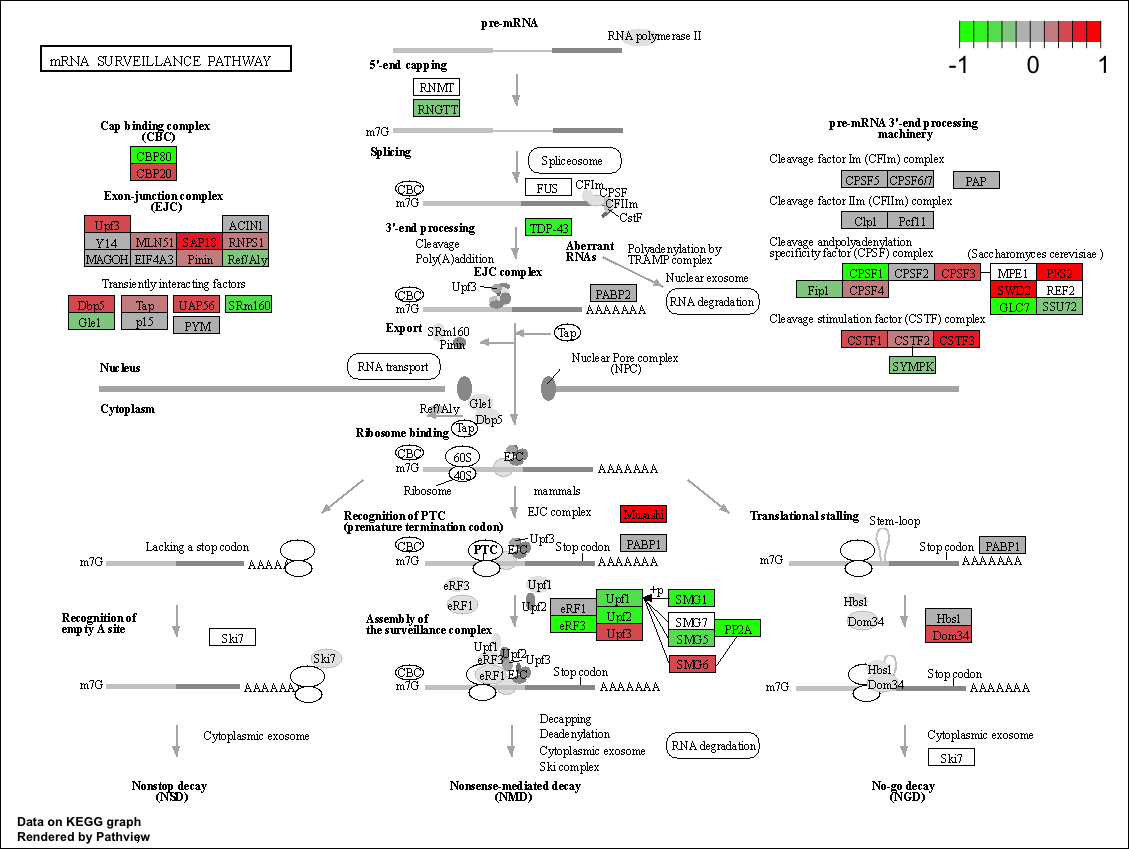 pre-mRNA
RNA polymerase II
mRNA SURVEILLANCE PATHWAY
-1 0 1
5'-end capping
RNMT
RNGTT
m7G
Cap binding complex
(CBC)
CBP80
CBP20
Exon-junction complex
(EJC)
Upf3 ACIN1
Y14 MLN51 SAP18 RNPS1
MAGOH EIF4A3 Pinin Ref/Aly
Transiently interacting factors
Dbp5 Tap UAP56 SRm160
Gle1 p15 PYM
Splicing
Spliceosome
CBC
m7G
FUS
CFIm
CPSF
CFIIm
CstF
3'-end processing
Cleavage
Poly(A)addition
TDP-43
Aberrant
RNAs
Polyadenylation by
TRAMP complex
Nuclear exosome
RNA degradation
EJC complex
Upf3
CBC
m7G
PABP2
AAAAAAA
Export
SRm160
Pinin
Tap
RNA transport
Nuclear Pore complex
(NPC)
pre-mRNA 3'-end processing
machinery
Cleavage factor Im (CFIm) complex
CPSF5 CPSF6/7 PAP
Cleavage factor IIm (CFIIm) complex
Clp1 Pcf11
Cleavage andpolyadenylation
specificity factor (CPSF) complex
(Saccharomyces cerevisiae )
CPSF1 CPSF2 CPSF3 MPE1 PRS2
Fip1 CPSF4 SWD2 REF2
GLC7 SSU72
Cleavage stimulation factor (CSTF) complex
CSTF1 CSTF2 CSTF3
SYMPK
Nucleus
Cytoplasm
Ref/Aly
Gle1
Dbp5
Tap
Ribosome binding
CBC
m7G
60S
40S
EJC
AAAAAAA
Ribosome
mammals
EJC complex
Recognition of PTC
(premature termination codon)
Musashi
PABP1
CBC
m7G
PTC
EJC
Upf3
Stop codon
AAAAAAA
Lacking a stop codon
m7G
AAAAA
Translational stalling
Stem-loop
m7G
Stop codon
PABP1
AAAAAAA
eRF3
eRF1
Upf1
Upf2
Assembly of
the surveillance complex
eRF1
eRF3
Upf1
Upf2
Upf3
+p
SMG1
SMG7
SMG5
SMG6
PP2A
Recognition of
empty A site
Ski7
Ski7
m7G
AAAAAA
Upf1
eRF3
Upf2
Upf3
eRF1
EJC
CBC
m7G
Stop codon
AAAAAAA
Hbs1
Dom34
Hbs1
Dom34
Hbs1
Dom34
m7G
Stop codon
AAAAAAA
Cytoplasmic exosome
Decapping
Deadenylation
Cytoplasmic exosome
Ski complex
RNA degradation
Cytoplasmic exosome
Ski7
Nonstop decay
(NSD)
Nonsense-mediated decay
(NMD)
No-go decay
(NGD)
Data on KEGG graph
Rendered by Pathview